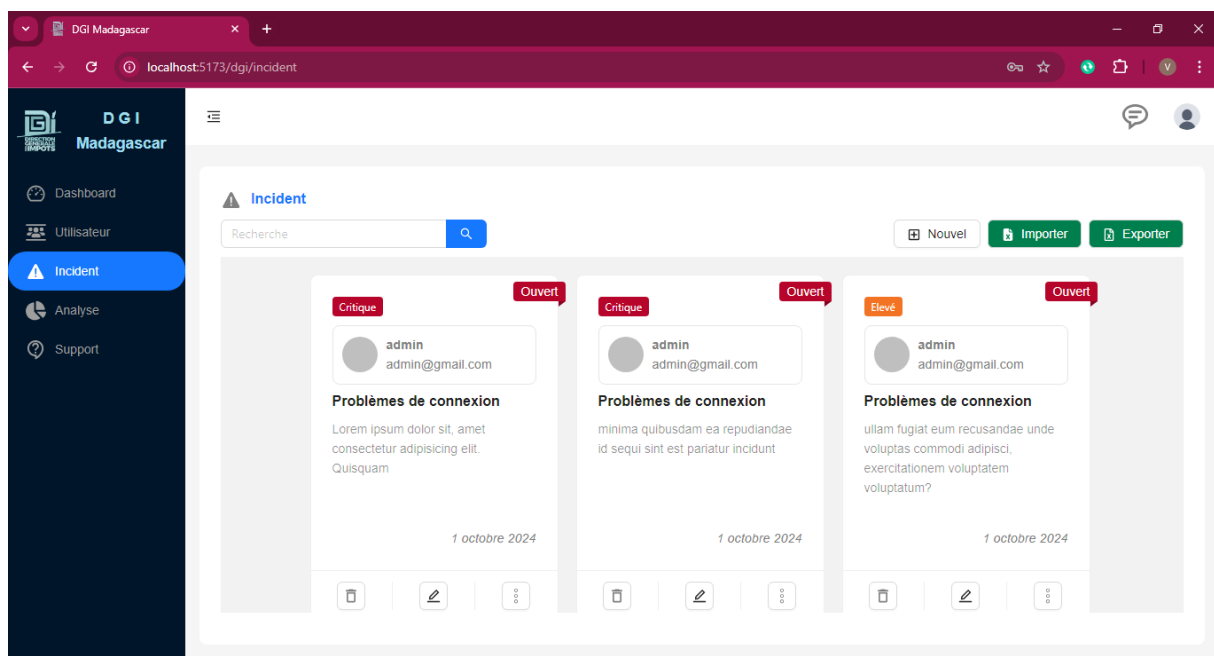 DGI Madagascar
localhost:5173/dgi/incident
V
DIRECTION
GENERALE
IMPOTS
D G I
Madagascar
Dashboard
Utilisateur
Incident
Analyse
Support
Incident
Recherche
Nouvel
Importer
Exporter
Ouvert
Critique
admin
admin@gmail.com
Problèmes de connexion
Lorem ipsum dolor sit, amet
consectetur adipisicing elit.
Quisquam
1 octobre 2024
Ouvert
Critique
admin
admin@gmail.com
Problèmes de connexion
minima quibusdam ea repudiandae
id sequi sint est pariatur incidunt
1 octobre 2024
Ouvert
Elevé
admin
admin@gmail.com
Problèmes de connexion
ullam fugiat eum recusandae unde
voluptas commodi adipisci,
exercitationem voluptatem
voluptatum?
1 octobre 2024